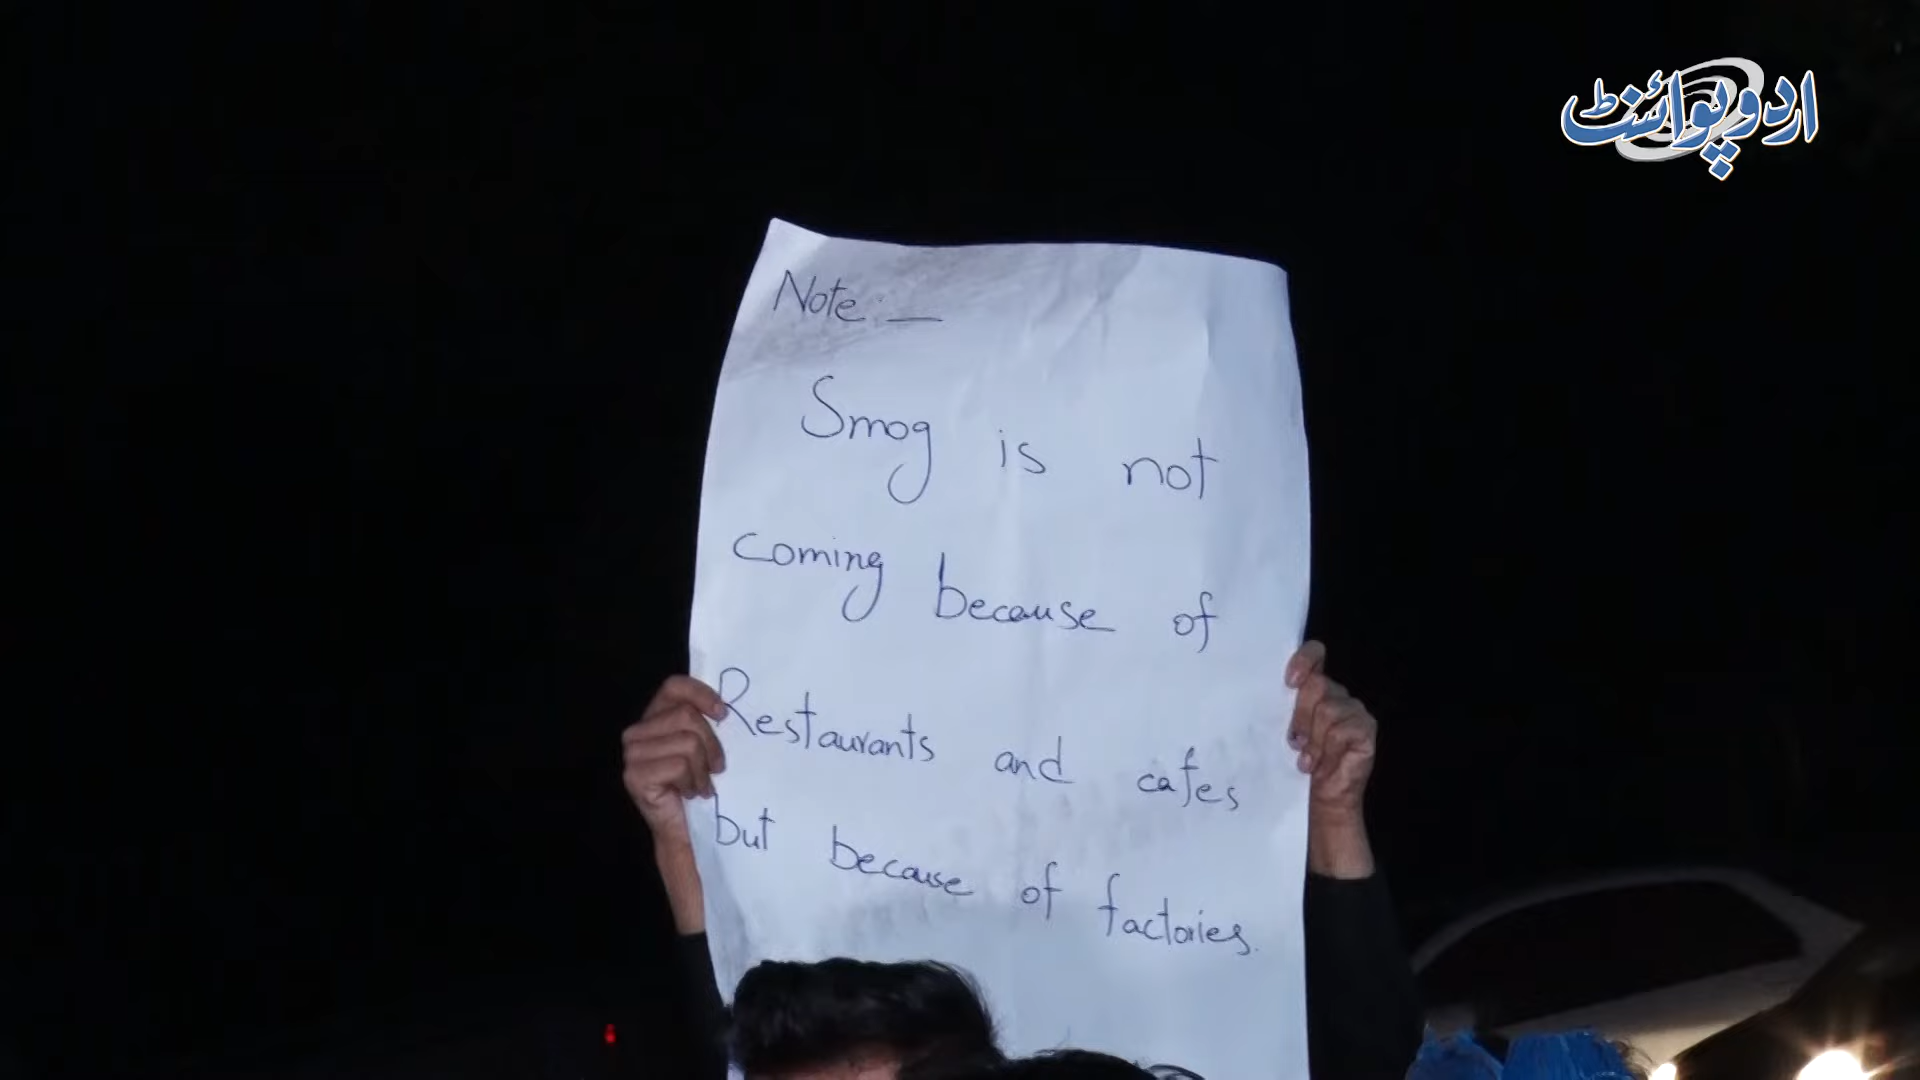 اردو پوائنٹ
Note:—
Smog is not
coming because of
Restaurants and cafes
but because of factories.